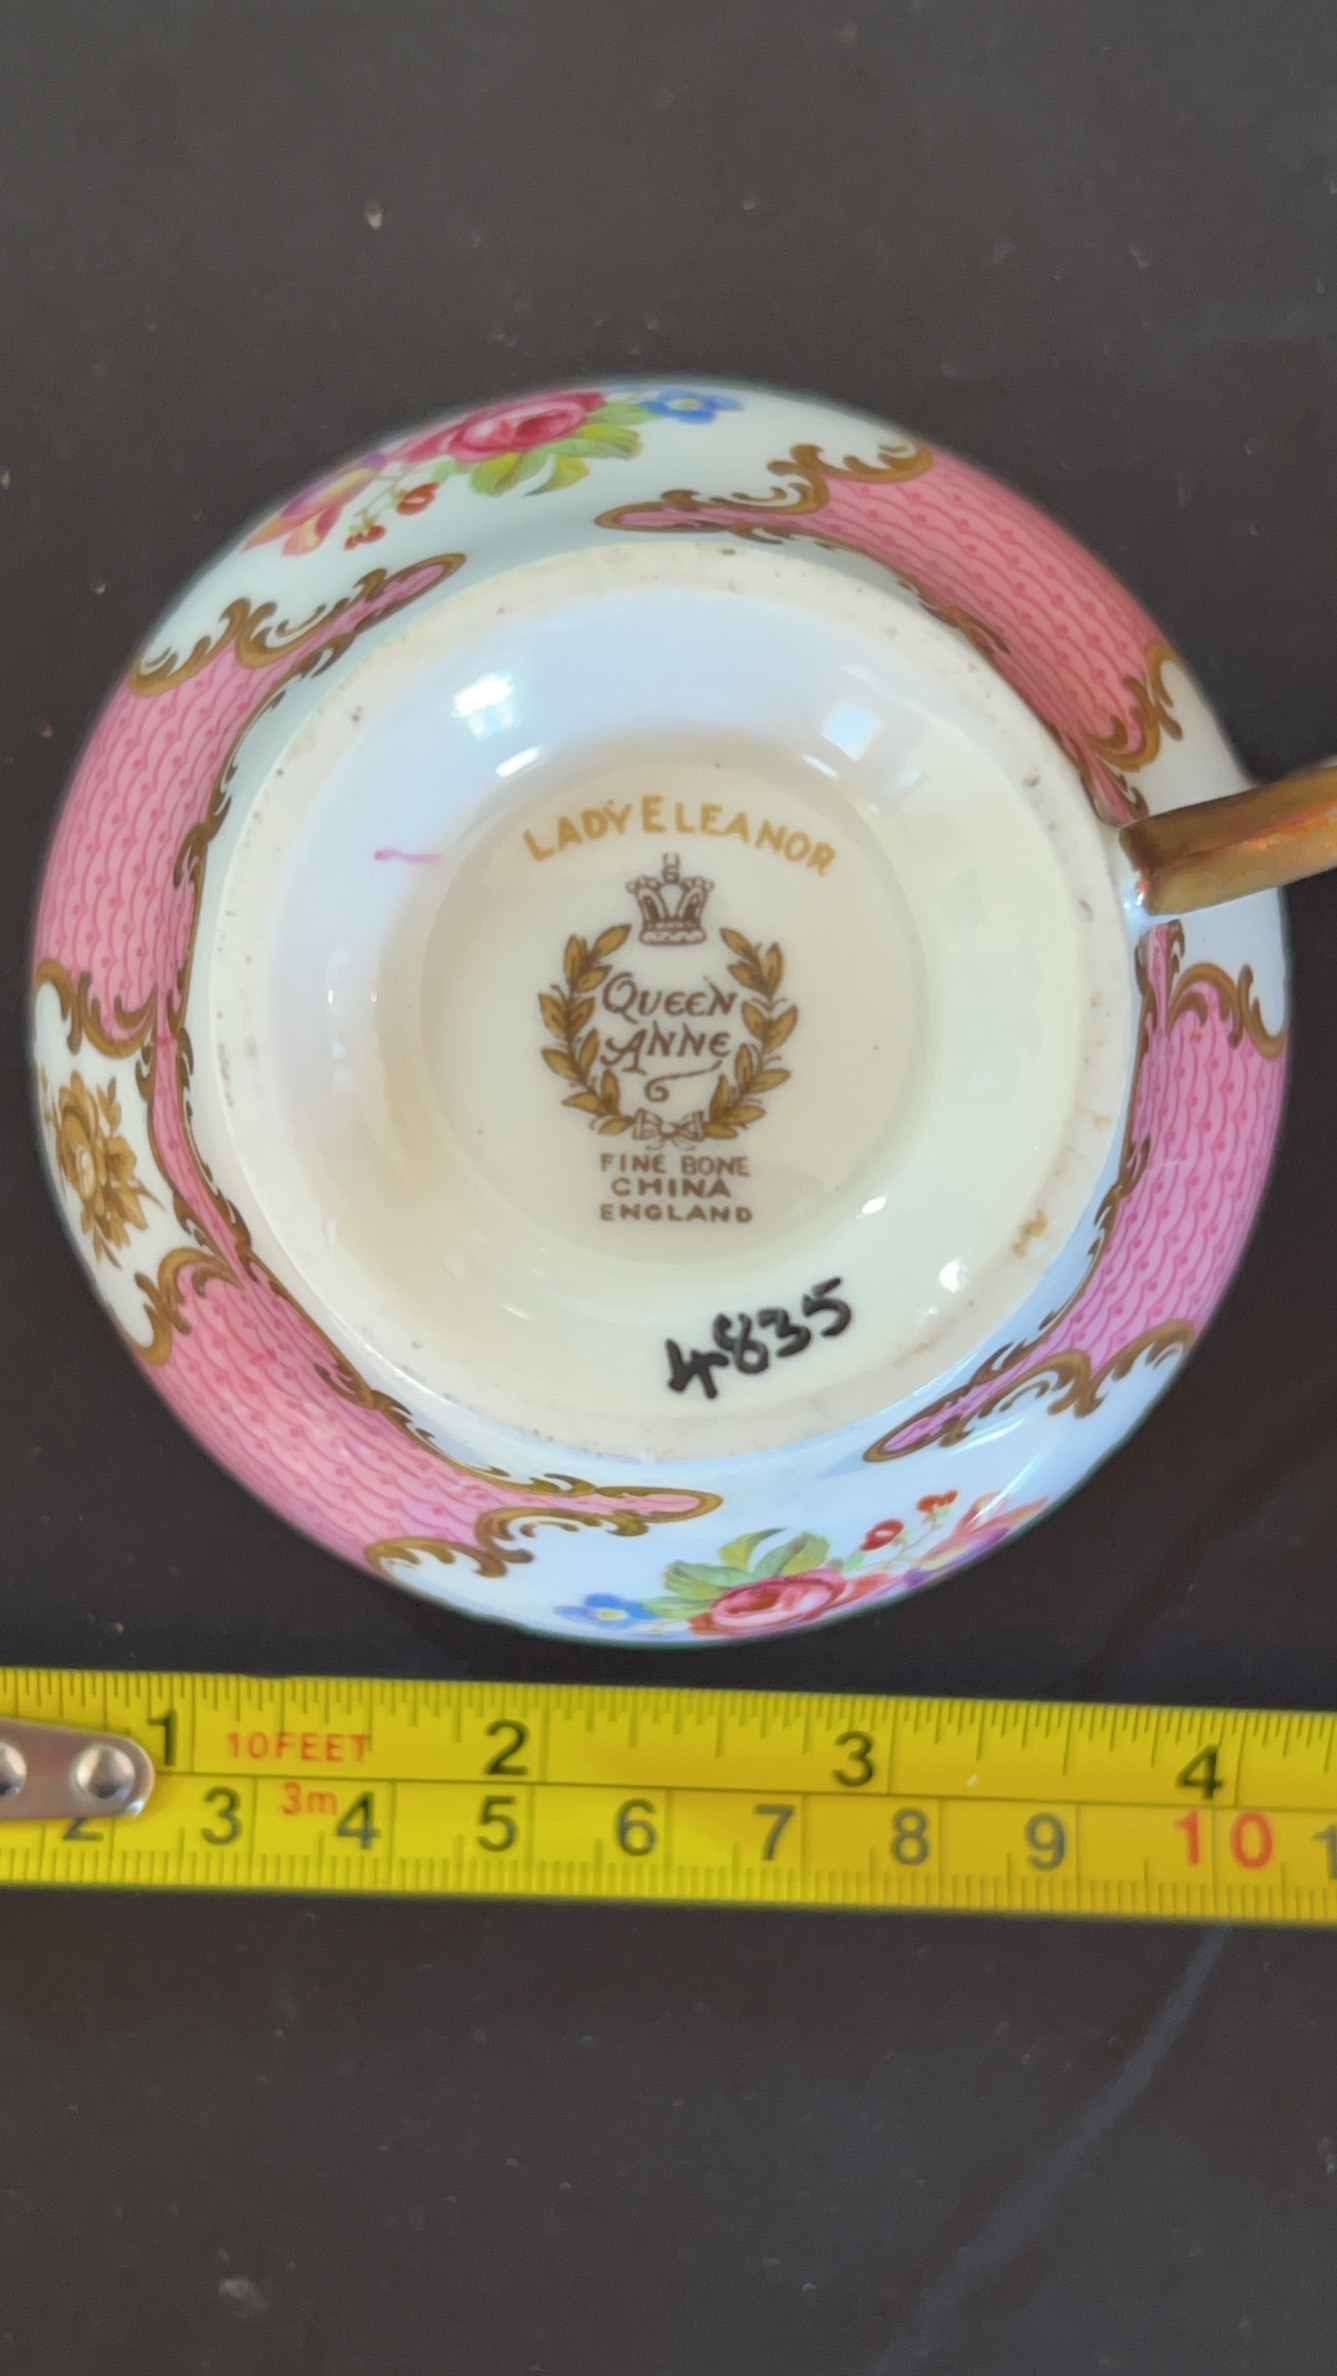 LADY ELEANOR
QUEEN
ANNE
FINE BONE
CHINA
ENGLAND
4835
1 10FEET 2 3 4
2 3 3m 4 5 6 7 8 9 10 1